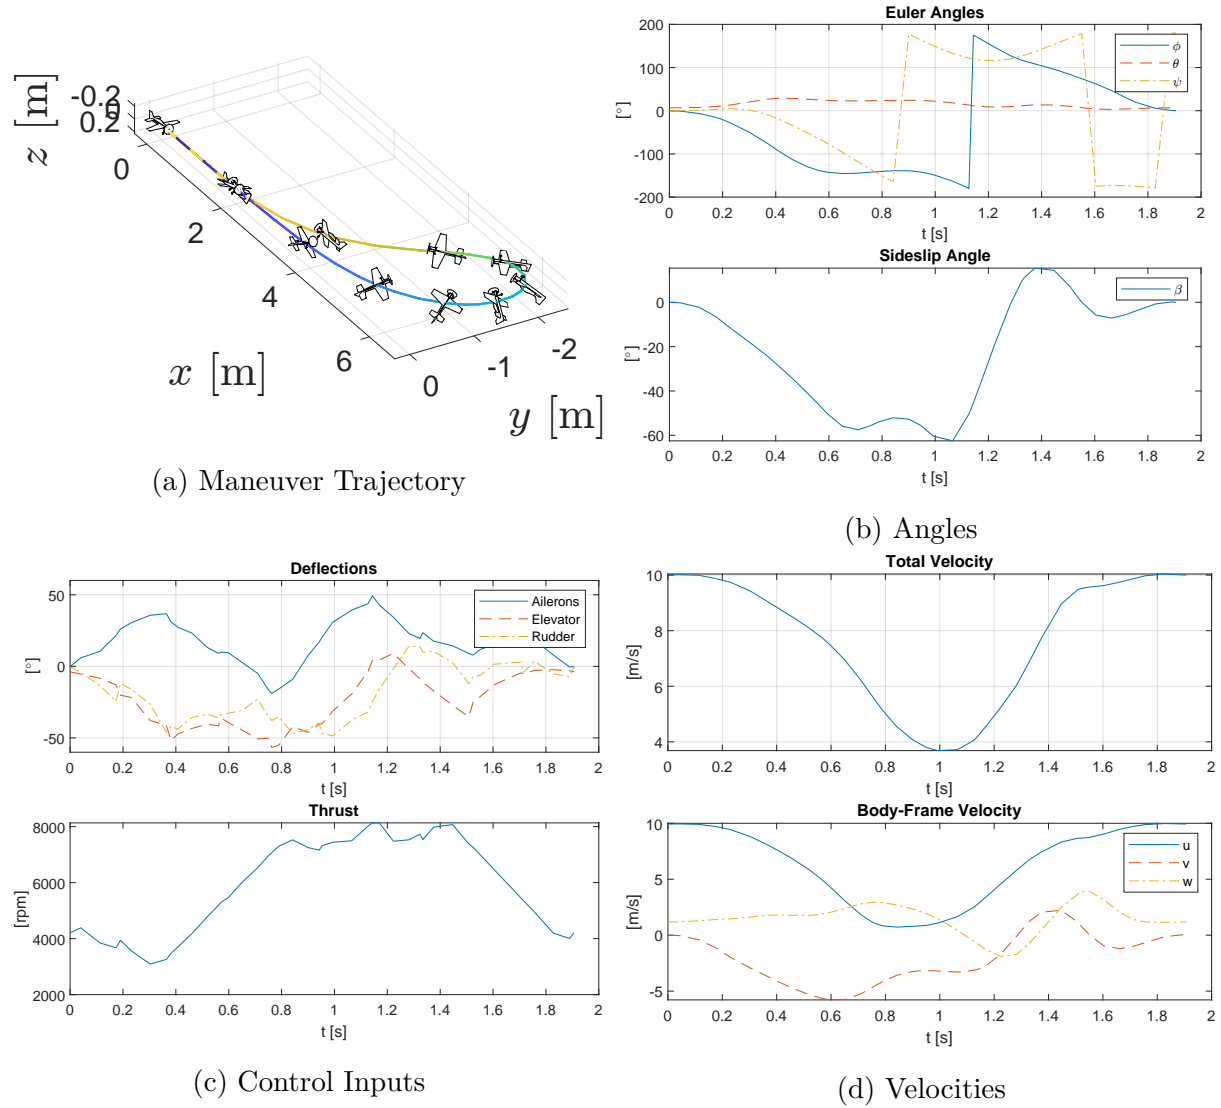 -0.2
0
0.2
z [m]
0
2
4
6
x [m]
0
-1
-2
y [m]
(a) Maneuver Trajectory
Euler Angles
200
100
0
-100
-200
[°]
ϕ
θ
ψ
0 0.2 0.4 0.6 0.8 1 1.2 1.4 1.6 1.8 2
t [s]
Sideslip Angle
0
-20
-40
-60
[°]
β
0 0.2 0.4 0.6 0.8 1 1.2 1.4 1.6 1.8 2
t [s]
(b) Angles
Deflections
50
0
-50
[°]
Ailerons
Elevator
Rudder
0 0.2 0.4 0.6 0.8 1 1.2 1.4 1.6 1.8 2
t [s]
Thrust
8000
6000
4000
2000
[rpm]
0 0.2 0.4 0.6 0.8 1 1.2 1.4 1.6 1.8 2
t [s]
(c) Control Inputs
Total Velocity
10
8
6
4
[m/s]
0 0.2 0.4 0.6 0.8 1 1.2 1.4 1.6 1.8 2
t [s]
Body-Frame Velocity
10
5
0
-5
[m/s]
u
v
w
0 0.2 0.4 0.6 0.8 1 1.2 1.4 1.6 1.8 2
t [s]
(d) Velocities